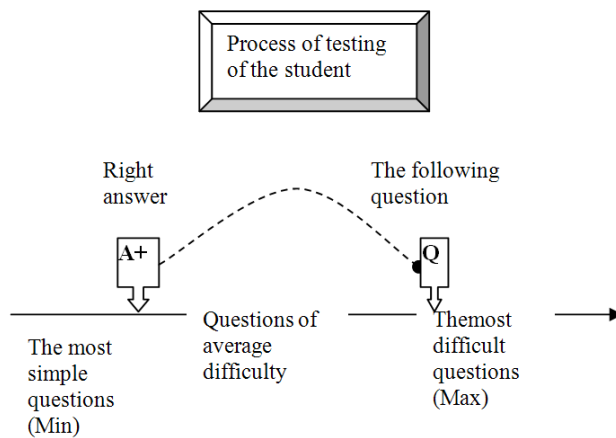 Process of testing
of the student
Right
answer
The following
question
A+
Q
The most
simple
questions
(Min)
Questions of
average
difficulty
Themost
difficult
questions
(Max)